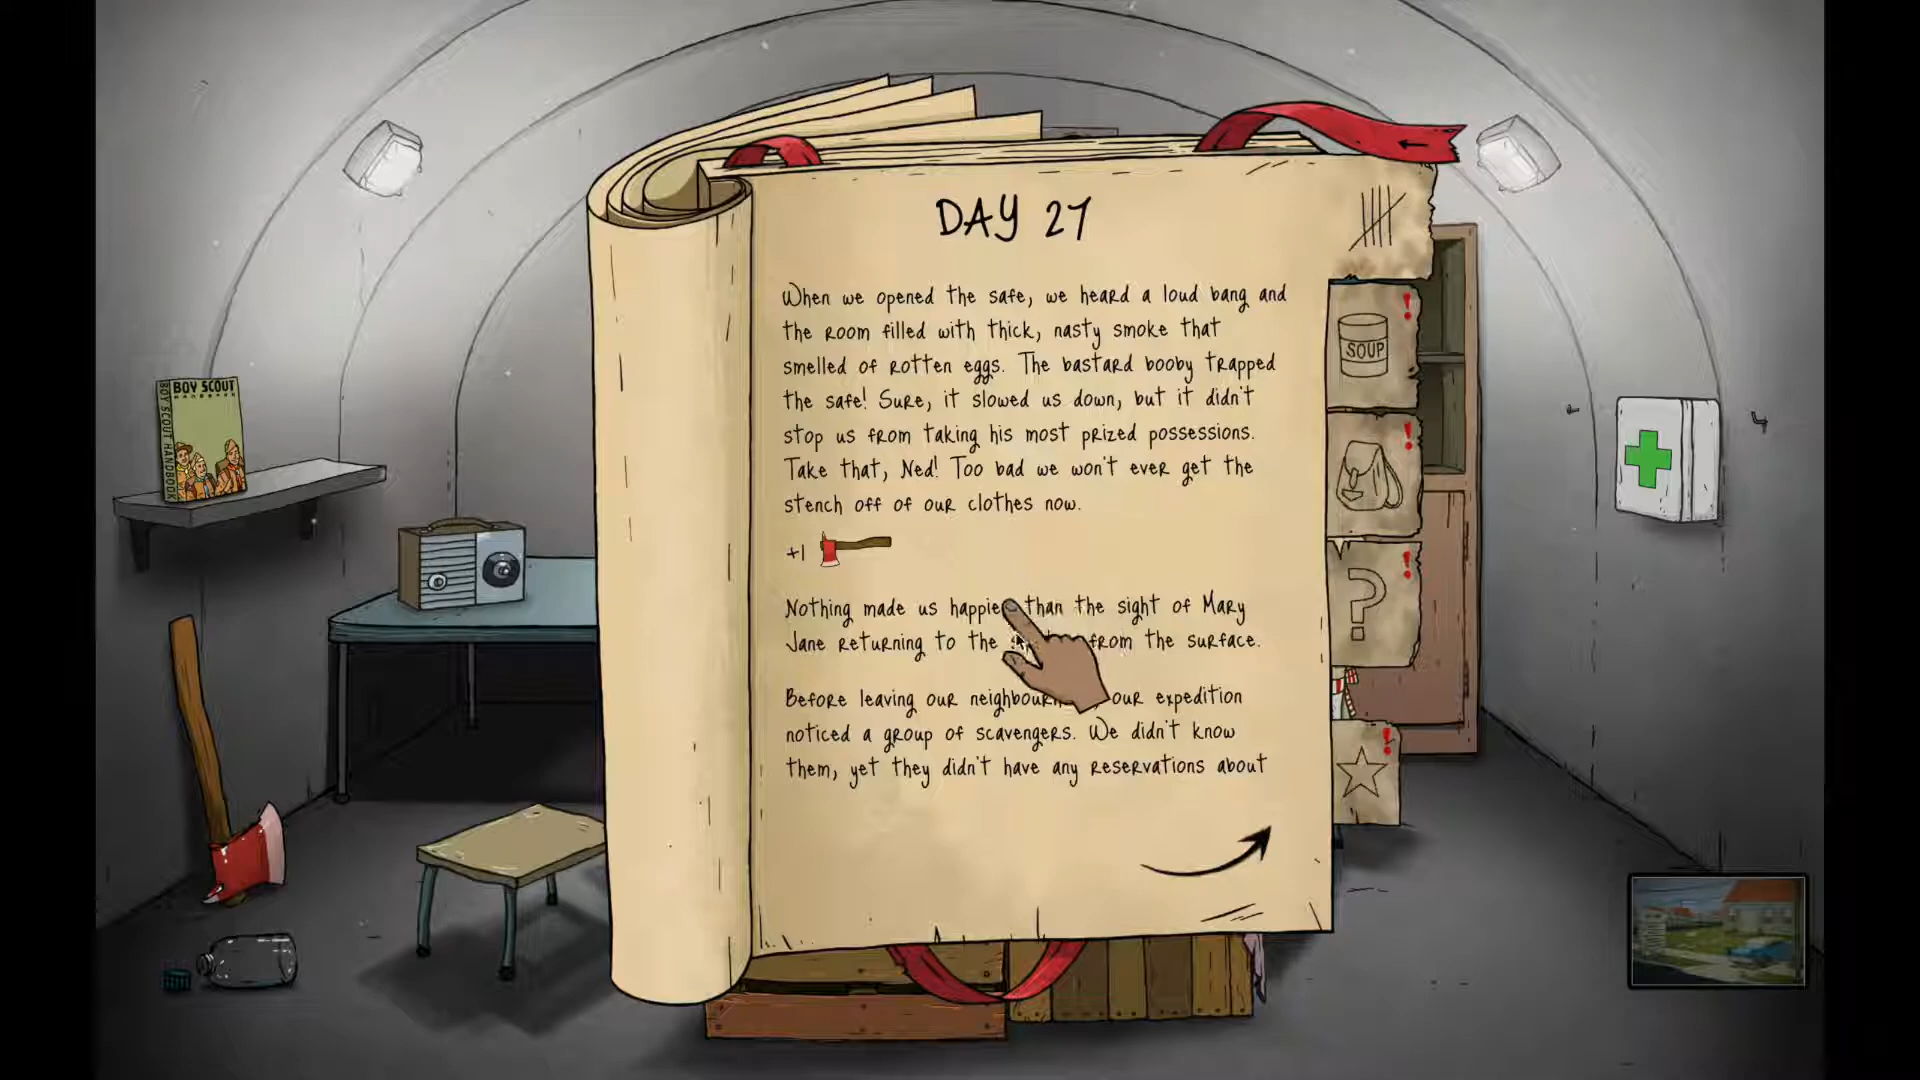 DAY 27
When we opened the safe, we heard a loud bang and
the room filled with thick, nasty smoke that
smelled of rotten eggs. The bastard booby trapped
the safe! Sure, it slowed us down, but it didn't
stop us from taking his most prized possessions.
Take that, Ned! Too bad we won't ever get the
stench off of our clothes now.
+1
Nothing made us happier than the sight of Mary
Jane returning to the from the surface.
Before leaving our our expedition
noticed a group of scavengers. We didn't know
them, yet they didn't have any reservations about
BOY SCOUT
HANDBOOK
BOY SCOUT HANDBOOK
!
SOUP
!
!
?
!